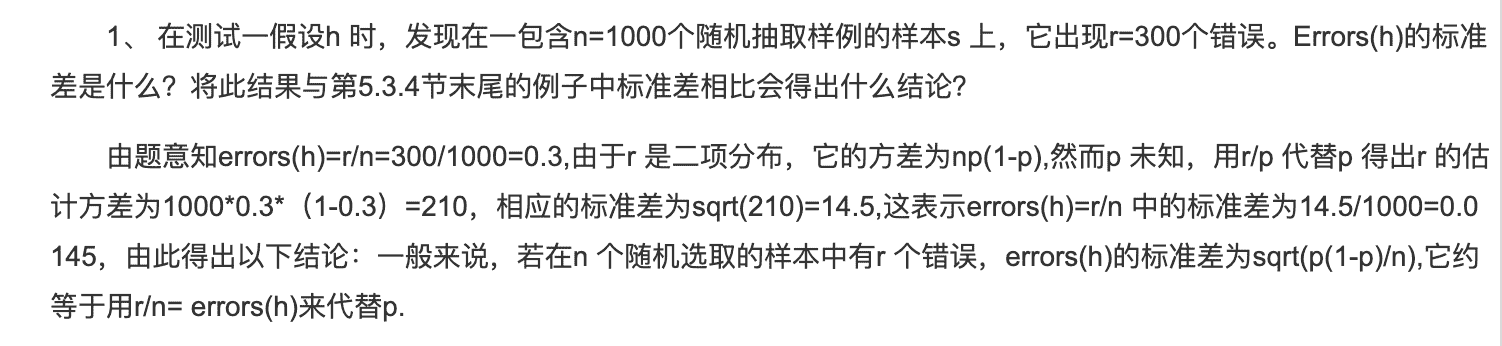 1、 在测试一假设h 时，发现在一包含n=1000个随机抽取样例的样本s 上，它出现r=300个错误。Errors(h)的标准
差是什么？将此结果与第5.3.4节末尾的例子中标准差相比会得出什么结论？
由题意知errors(h)=r/n=300/1000=0.3,由于r 是二项分布，它的方差为np(1-p),然而p 未知，用r/p 代替p 得出r 的估
计方差为1000*0.3*（1-0.3）=210，相应的标准差为sqrt(210)=14.5,这表示errors(h)=r/n 中的标准差为14.5/1000=0.0
145，由此得出以下结论：一般来说，若在n 个随机选取的样本中有r 个错误，errors(h)的标准差为sqrt(p(1-p)/n),它约
等于用r/n= errors(h)来代替p.